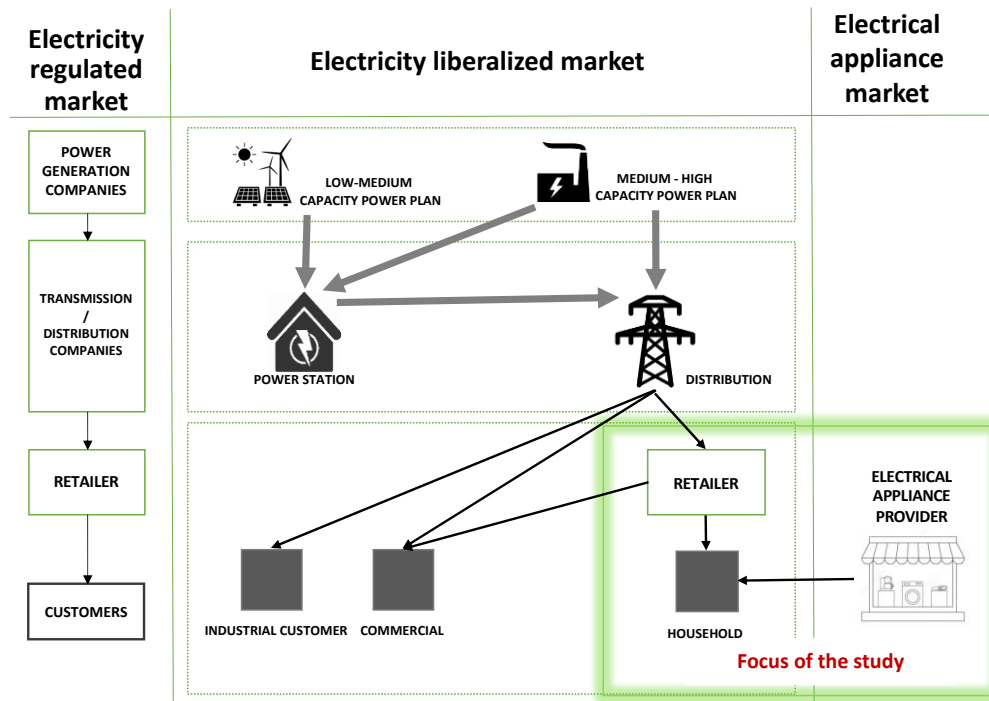 Electricity
regulated
market
Electricity liberalized market
Electrical
appliance
market
POWER
GENERATION
COMPANIES
LOW-MEDIUM
CAPACITY POWER PLAN
MEDIUM - HIGH
CAPACITY POWER PLAN
TRANSMISSION
/
DISTRIBUTION
COMPANIES
POWER STATION
DISTRIBUTION
RETAILER
RETAILER
ELECTRICAL
APPLIANCE
PROVIDER
CUSTOMERS
INDUSTRIAL CUSTOMER
COMMERCIAL
HOUSEHOLD
Focus of the study